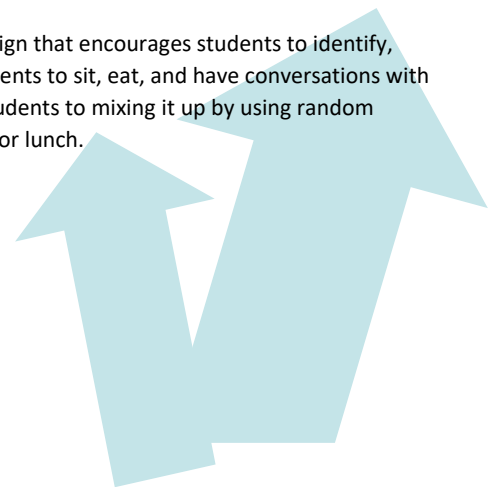 ign that encourages students to identify,
ents to sit, eat, and have conversations with
udents to mixing it up by using random
or lunch.